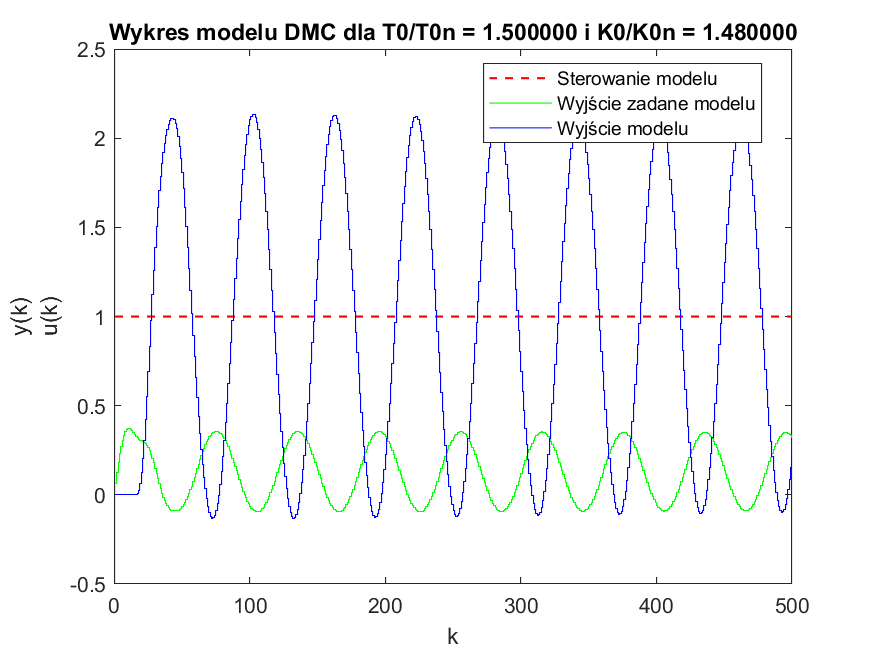 Wykres modelu DMC dla T0/T0n = 1.500000 i K0/K0n = 1.480000
2.5
Sterowanie modelu
Wyjście zadane modelu
Wyjście modelu
2
1.5
y(k)
u(k)
1
0.5
0
-0.5
0 100 200 300 400 500
k